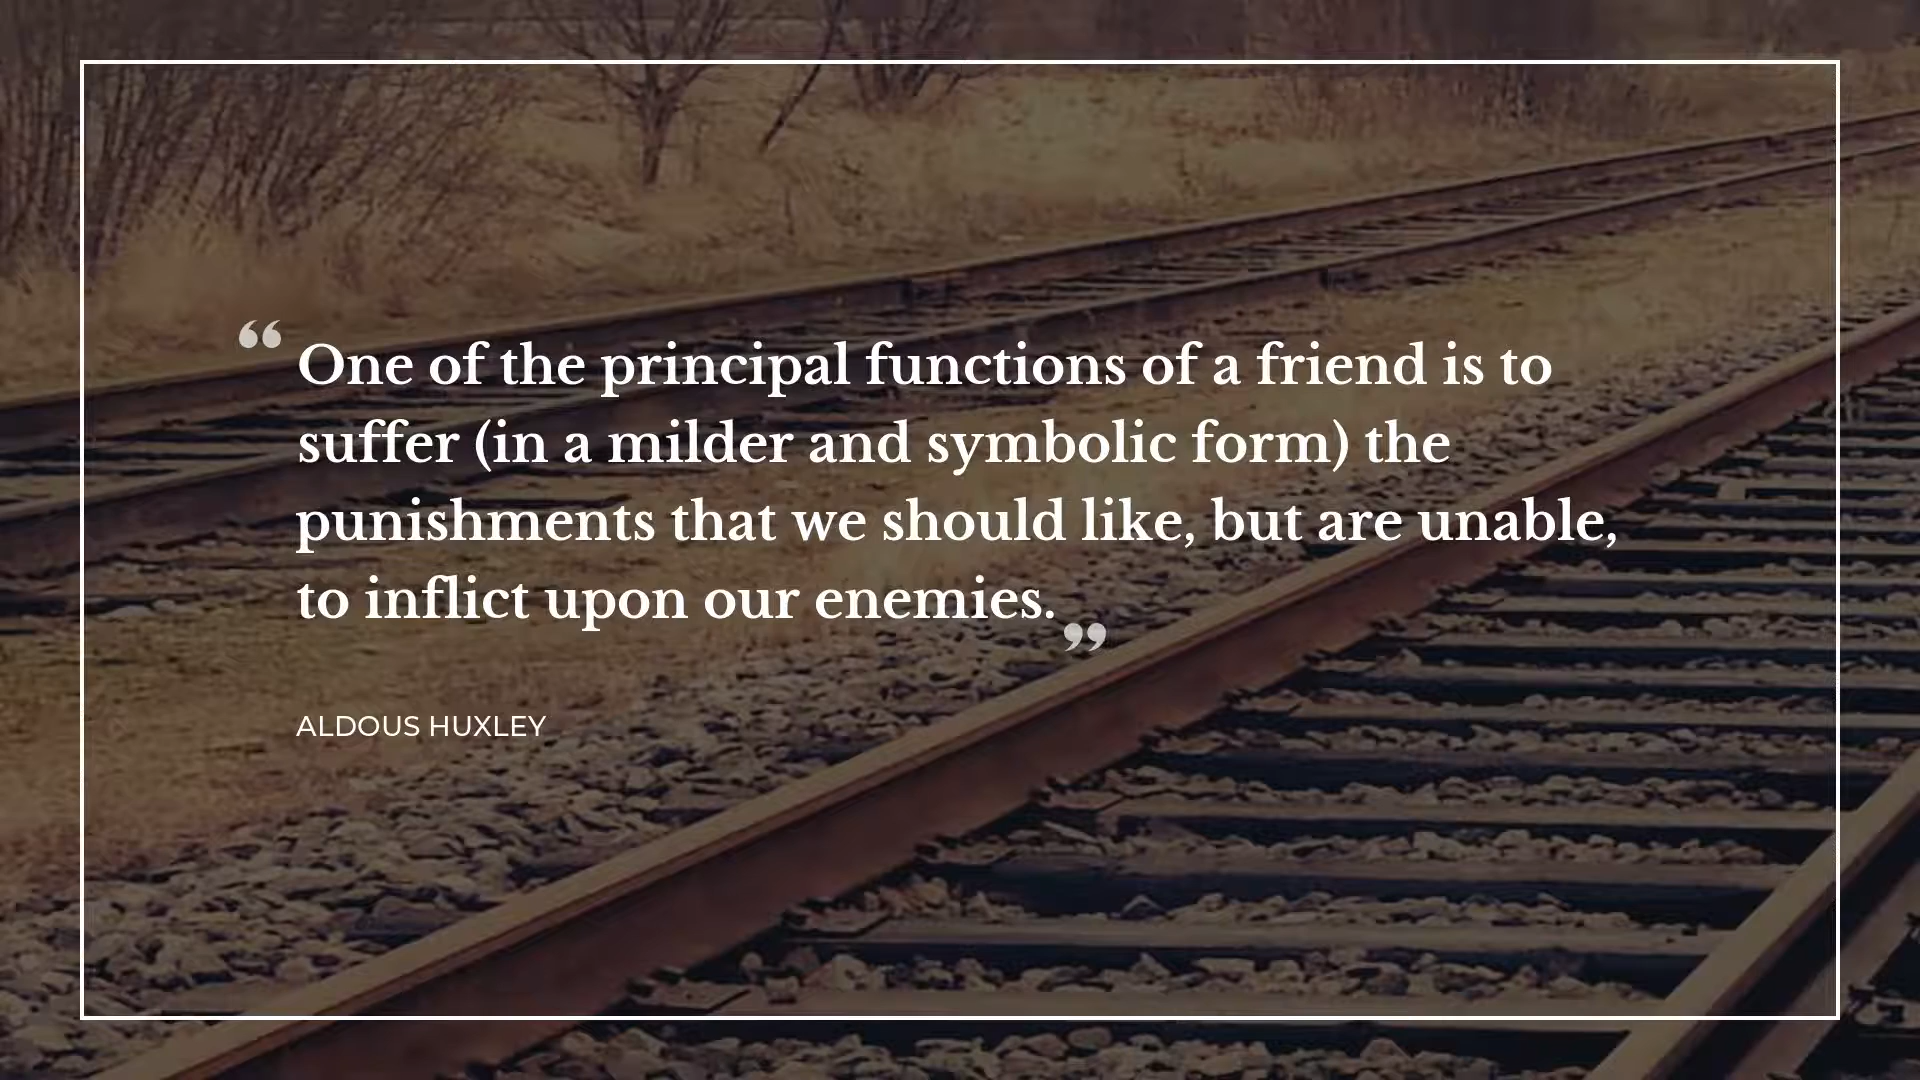 “One of the principal functions of a friend is to
suffer (in a milder and symbolic form) the
punishments that we should like, but are unable,
to inflict upon our enemies.”
ALDOUS HUXLEY